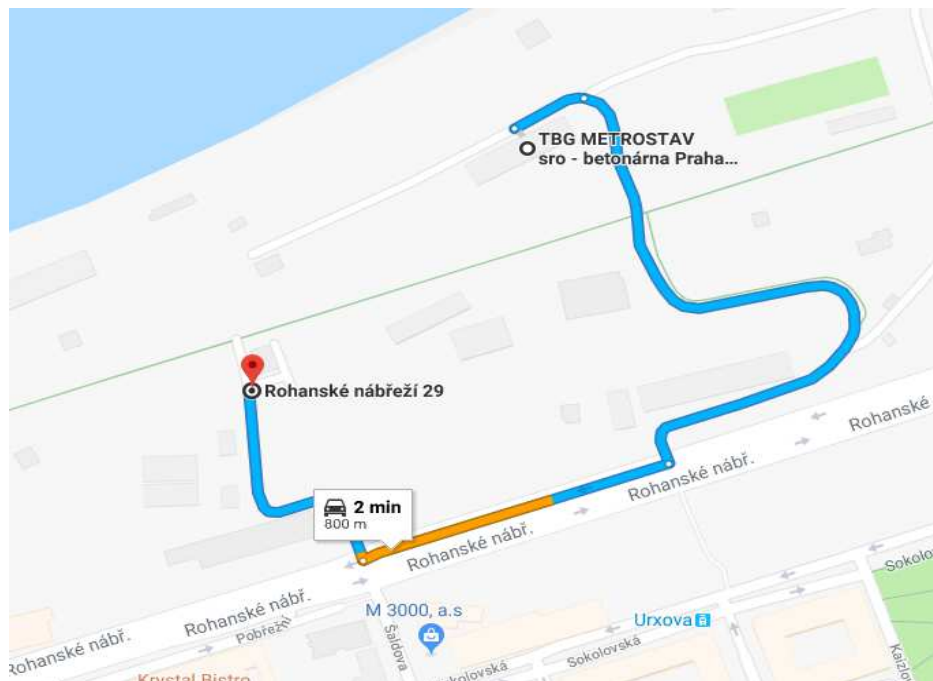 TBG METROSTAV
sro - betonárna Praha...
Rohanské nábřeží 29
Rohanské
Rohanské nábř.
2 min
800 m
Rohanské nábř.
Rohanské nábř.
Rohanské nábř.
Pobřežní
M 3000, a.s
Šaldova
Urxova
Sokolovská
Sokolovská
Sokolo
Kaizlo
Krystal Bistro